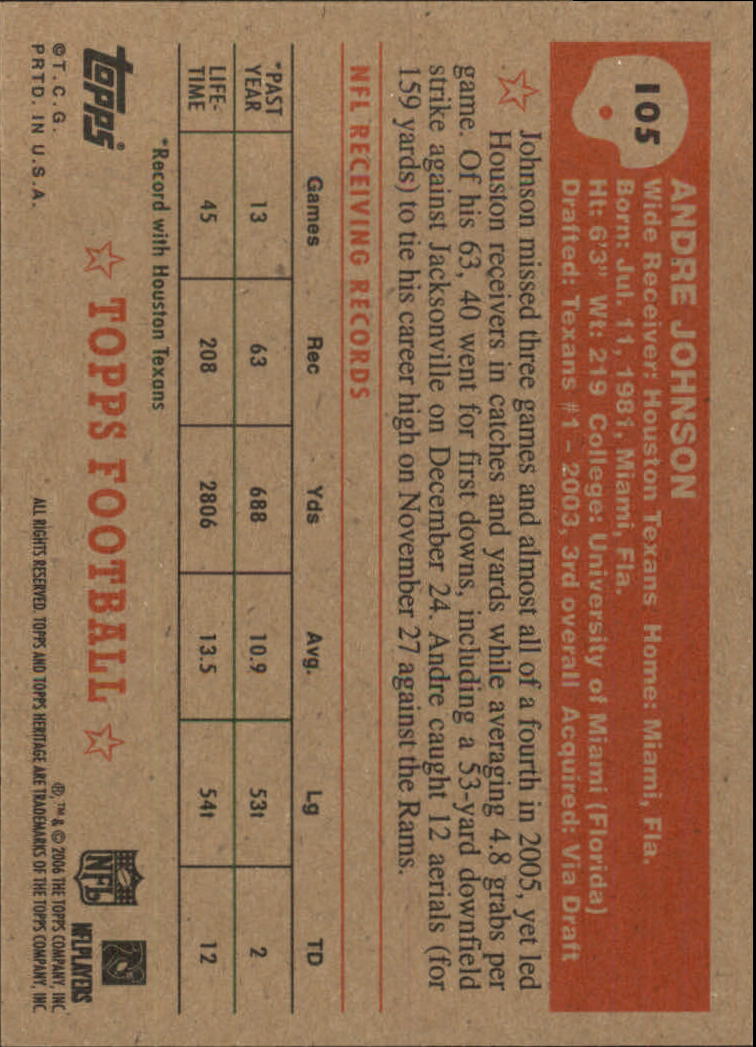 105
ANDRE JOHNSON
Wide Receiver: Houston Texans Home: Miami, Fla.
Born: Jul. 11, 1981, Miami, Fla.
Ht: 6'3" Wt: 219 College: University of Miami (Florida)
Drafted: Texans #1 – 2003, 3rd overall Acquired: Via Draft
Johnson missed three games and almost all of a fourth in 2005, yet led
Houston receivers in catches and yards while averaging 4.8 grabs per
game. Of his 63, 40 went for first downs, including a 53-yard downfield
strike against Jacksonville on December 24. Andre caught 12 aerials (for
159 yards) to tie his career high on November 27 against the Rams.
NFL RECEIVING RECORDS
Games Rec Yds Avg. Lg TD
*PAST
YEAR 13 63 688 10.9 53t 2
LIFE-
TIME 45 208 2806 13.5 54t 12
*Record with Houston Texans
topps®
☆ TOPPS FOOTBALL ☆
NFL
NFLPLAYERS
©T.C.G.
PRTD. IN U.S.A.
®, ™ & © 2006 THE TOPPS COMPANY, INC
ALL RIGHTS RESERVED. TOPPS AND TOPPS HERITAGE ARE TRADEMARKS OF THE TOPPS COMPANY, INC